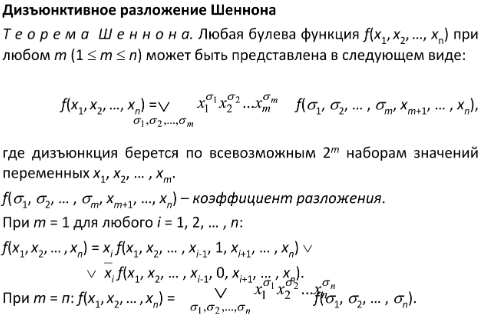 Дизъюнктивное разложение Шеннона
Т е о р е м а   Ш е н н о н а. Любая булева функция f(x₁, x₂, ..., xₙ) при
любом m (1 ≤ m ≤ n) может быть представлена в следующем виде:
f(x₁, x₂, ..., xₙ) = ∨ x₁^σ₁ x₂^σ₂ ... xₘ^σₘ f(σ₁, σ₂, ... , σₘ, xₘ₊₁, ... , xₙ),
σ₁,σ₂,...,σₘ
где дизъюнкция берется по всевозможным 2ᵐ наборам значений
переменных x₁, x₂, ... , xₘ.
f(σ₁, σ₂, ... , σₘ, xₘ₊₁, ..., xₙ) – коэффициент разложения.
При m = 1 для любого i = 1, 2, ... , n:
f(x₁, x₂, ... , xₙ) = xᵢ f(x₁, x₂, ... , xᵢ₋₁, 1, xᵢ₊₁, ... , xₙ) ∨
∨ x̅ᵢ f(x₁, x₂, ... , xᵢ₋₁, 0, xᵢ₊₁, ... , xₙ).
При m = п: f(x₁, x₂, ... , xₙ) = ∨ x₁^σ₁ x₂^σ₂ ... xₙ^σₙ f(σ₁, σ₂, ... , σₙ).
σ₁,σ₂,...,σₙ